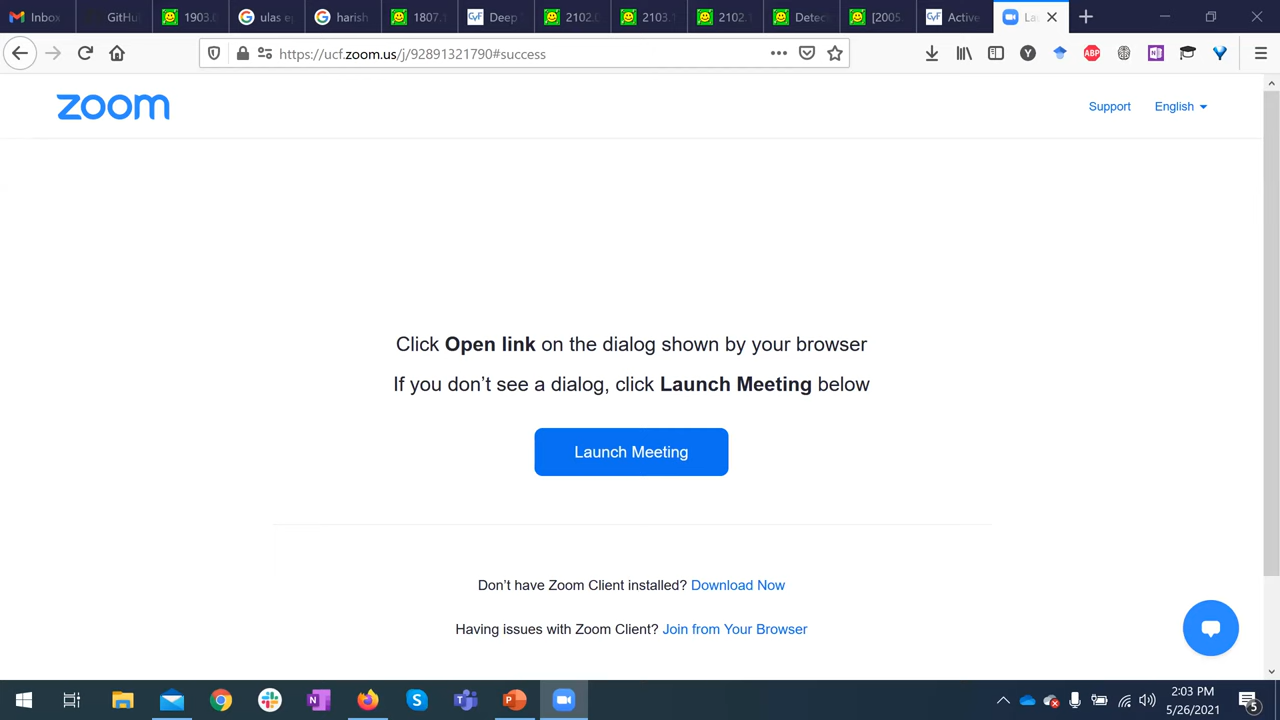 Inbox
GitHu
1903.
ulas e
harish
1807.
Deep
2102.
2103.
2102
Detec
[2005
Active
La
https://ucf.zoom.us/j/92891321790#success
Y
ABP
N
zoom
Support
English
Click Open link on the dialog shown by your browser
If you don’t see a dialog, click Launch Meeting below
Launch Meeting
Don’t have Zoom Client installed? Download Now
Having issues with Zoom Client? Join from Your Browser
2:03 PM
5/26/2021
5